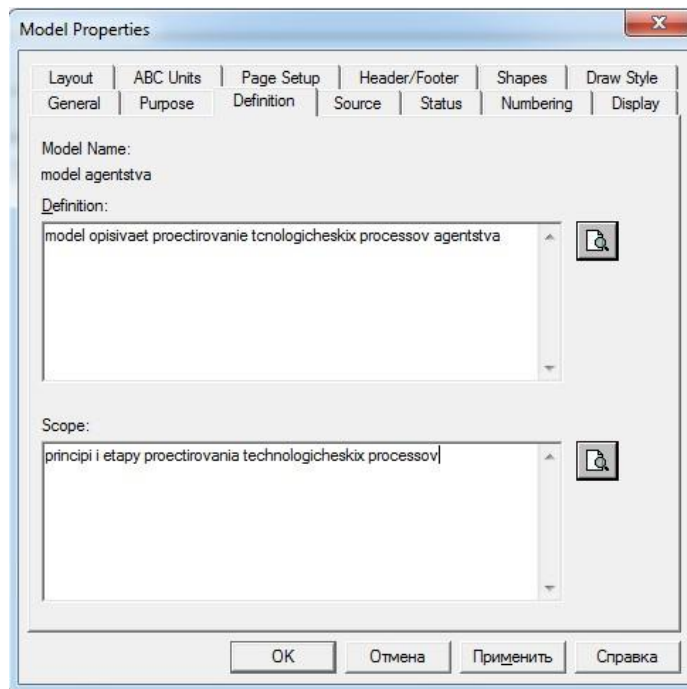 Model Properties
Layout ABC Units Page Setup Header/Footer Shapes Draw Style
General Purpose Definition Source Status Numbering Display
Model Name:
model agentstva
Definition:
model opisivaet proectirovanie tcnologicheskix processov agentstva
Scope:
principi i etapy proectirovania technologicheskix processov
OK Отмена Применить Справка